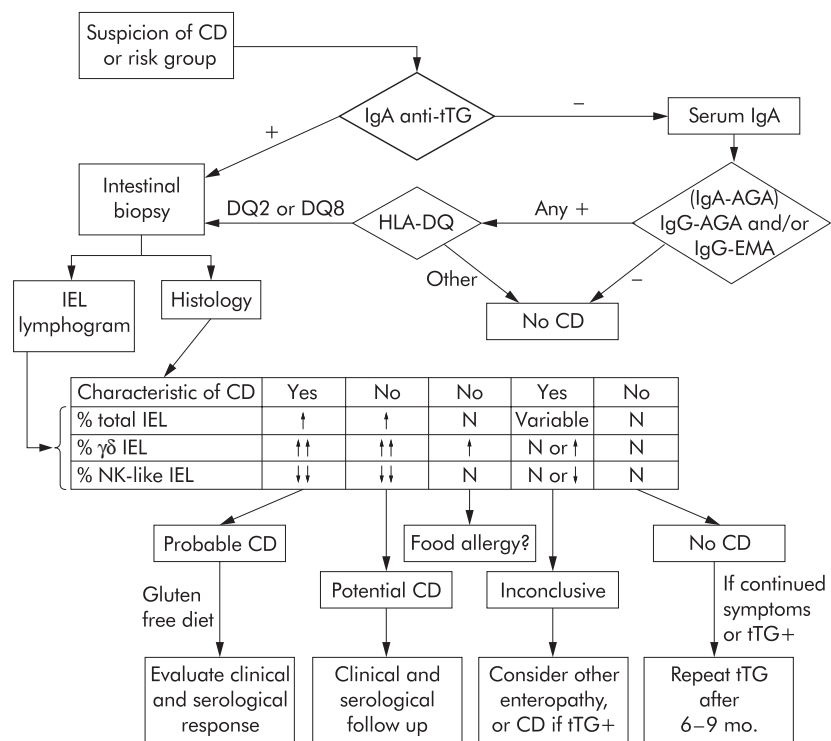 Suspicion of CD
or risk group
IgA anti-tTG
+
–
Serum IgA
Intestinal
biopsy
DQ2 or DQ8
HLA-DQ
Any +
(IgA-AGA)
IgG-AGA and/or
IgG-EMA
Other
–
No CD
IEL
lymphogram
Histology
Characteristic of CD Yes No No Yes No
% total IEL ↑ ↑ N Variable N
% γδ IEL ↑↑ ↑↑ ↑ N or ↑ N
% NK-like IEL ↓↓ ↓↓ N N or ↓ N
Probable CD
Food allergy?
No CD
Potential CD
Inconclusive
Gluten
free diet
If continued
symptoms
or tTG+
Evaluate clinical
and serological
response
Clinical and
serological
follow up
Consider other
enteropathy,
or CD if tTG+
Repeat tTG
after
6–9 mo.